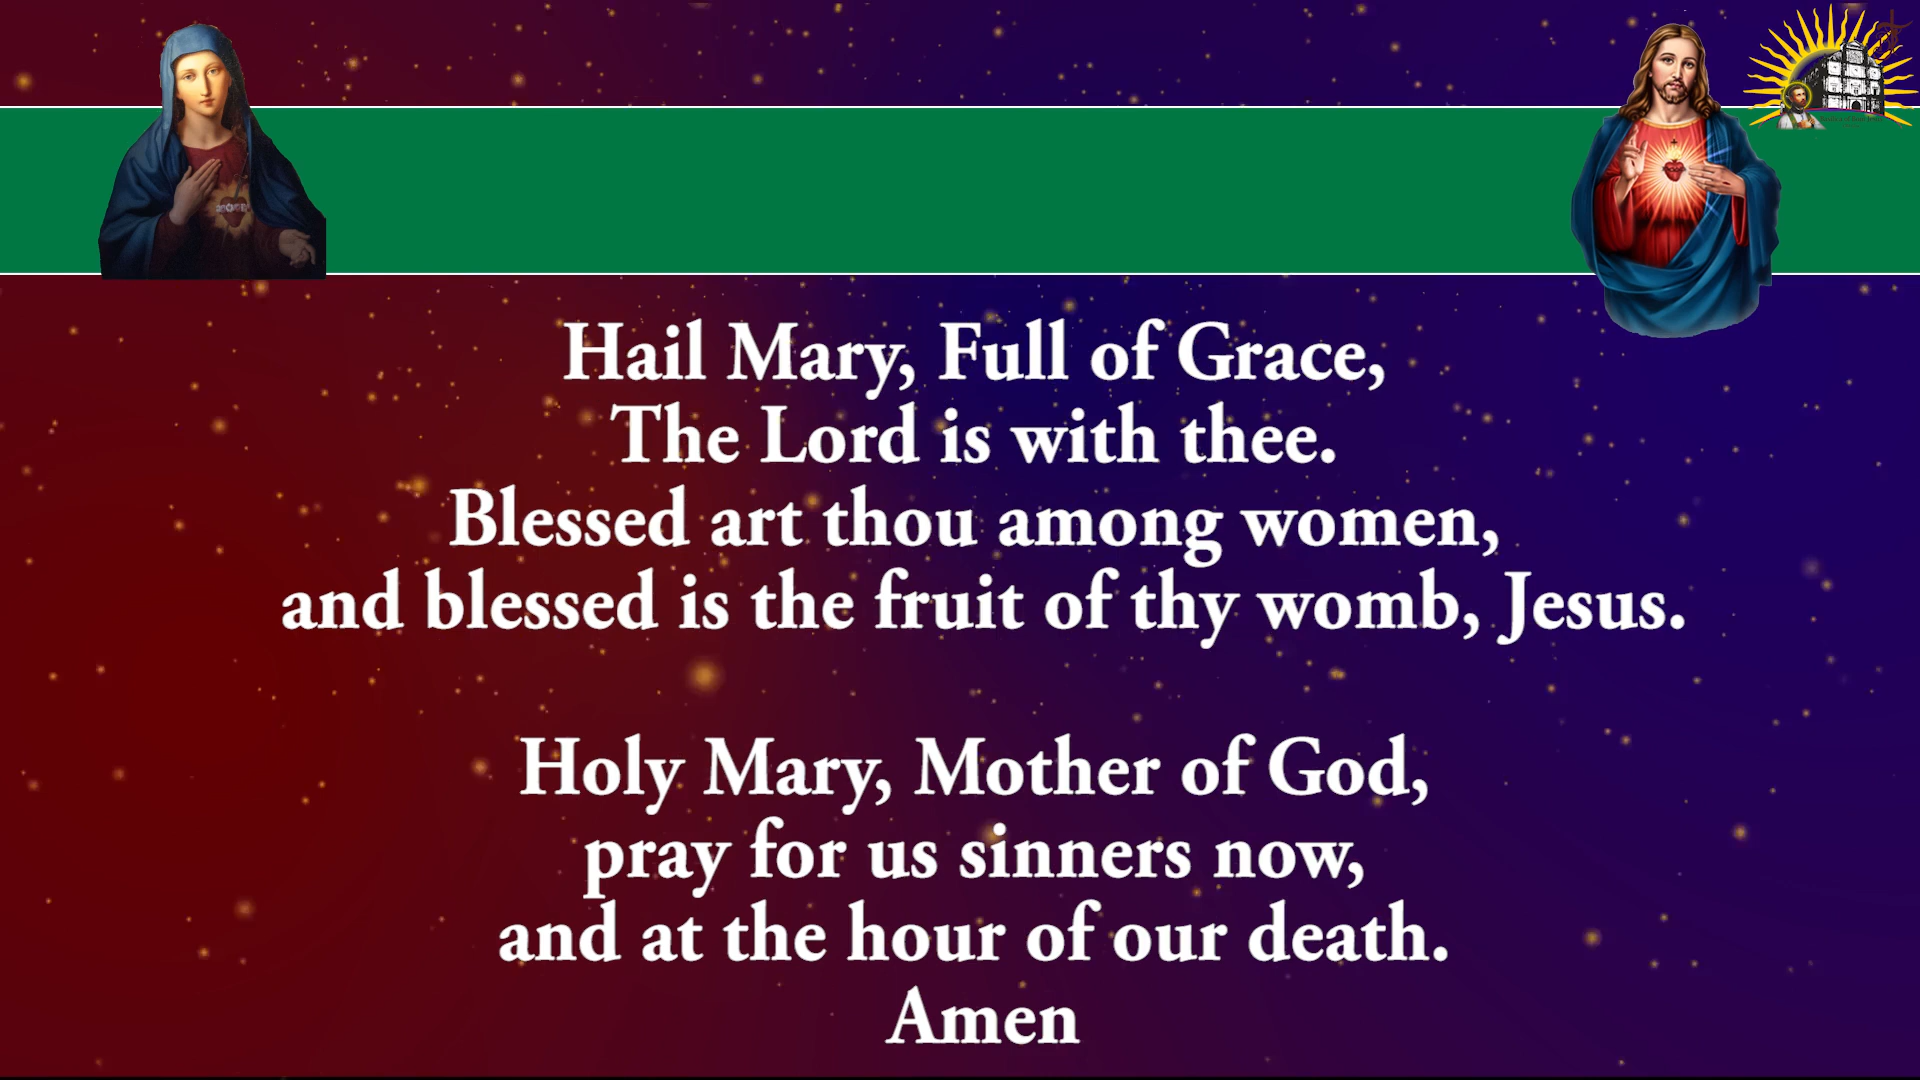 Hail Mary, Full of Grace,
The Lord is with thee.
Blessed art thou among women,
and blessed is the fruit of thy womb, Jesus.
Holy Mary, Mother of God,
pray for us sinners now,
and at the hour of our death.
Amen